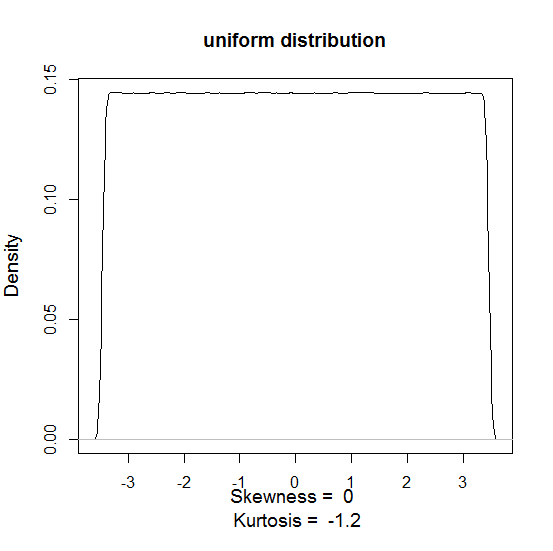 uniform distribution
Density
0.15
0.10
0.05
0.00
-3 -2 -1 0 1 2 3
Skewness = 0
Kurtosis = -1.2